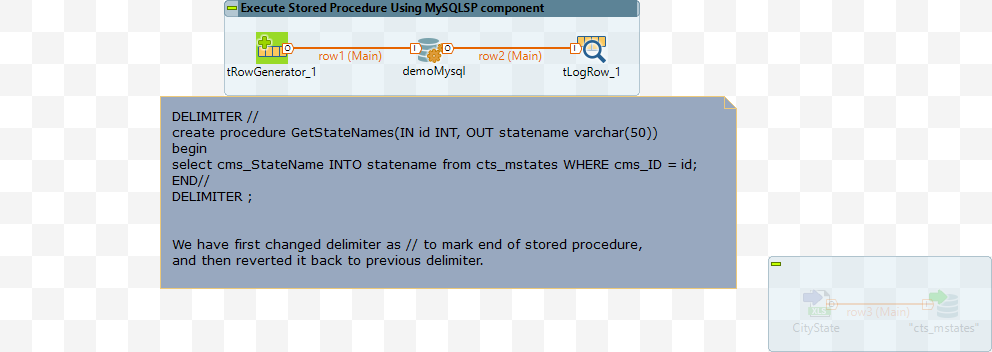 Execute Stored Procedure Using MySQLSP component
row1 (Main)
row2 (Main)
tRowGenerator_1
demoMysql
tLogRow_1
DELIMITER //
create procedure GetStateNames(IN id INT, OUT statename varchar(50))
begin
select cms_StateName INTO statename from cts_mstates WHERE cms_ID = id;
END//
DELIMITER ;
We have first changed delimiter as // to mark end of stored procedure,
and then reverted it back to previous delimiter.
row3 (Main)
CityState
"cts_mstates"